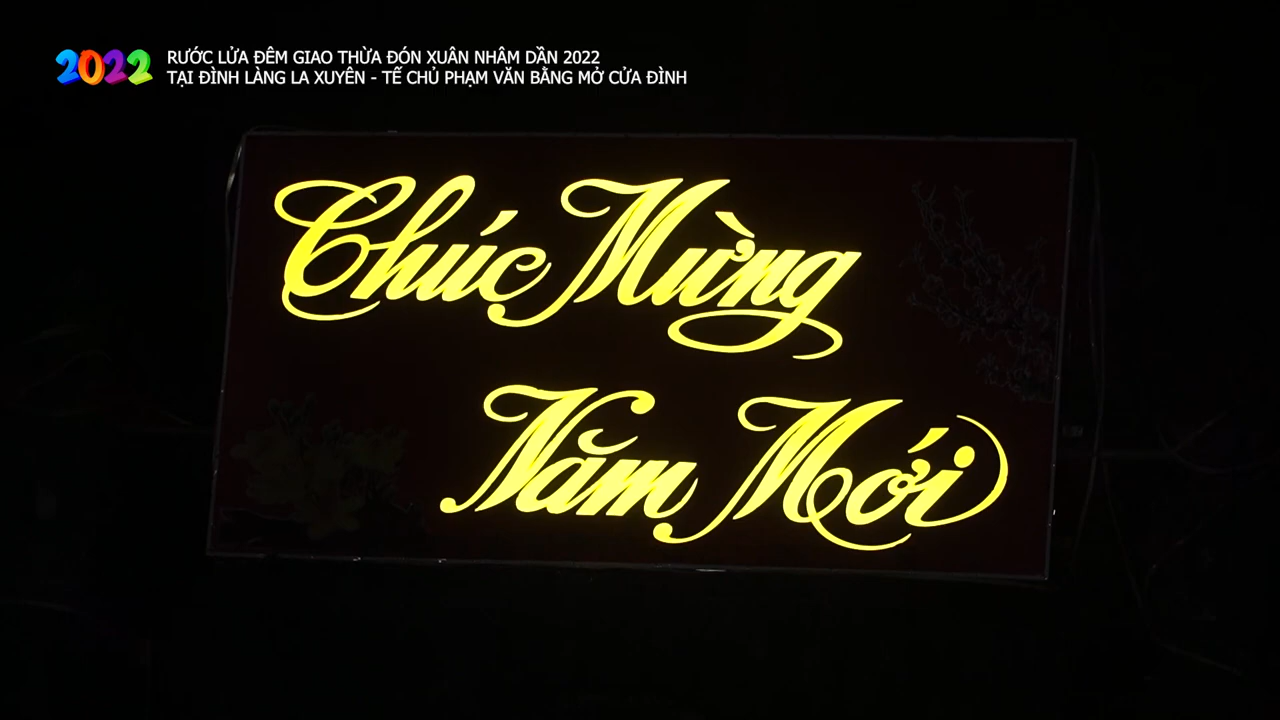 2022
RƯỚC LỬA ĐÊM GIAO THỪA ĐÓN XUÂN NHÂM DẦN 2022
TẠI ĐÌNH LÀNG LA XUYÊN - TẾ CHỦ PHẠM VĂN BẰNG MỞ CỬA ĐÌNH
Chúc Mừng
Năm Mới